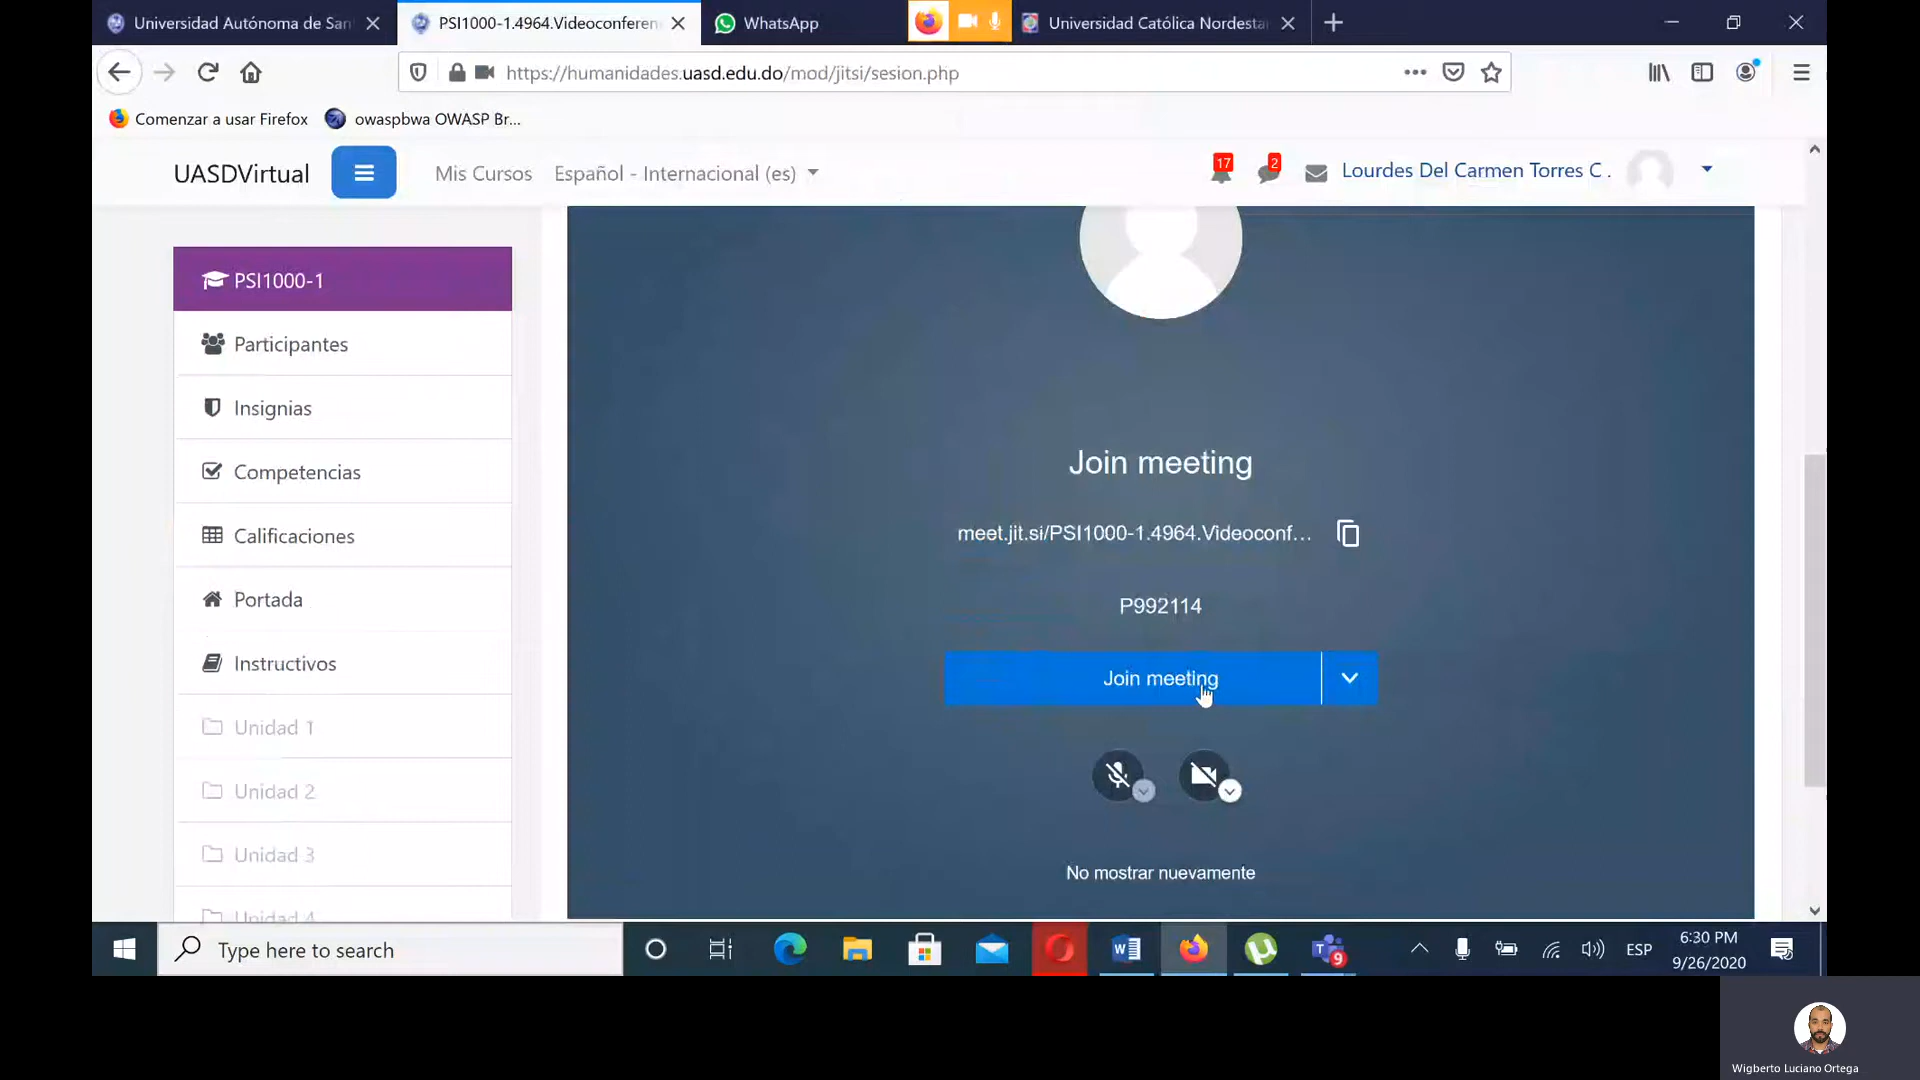 Universidad Autónoma de San
PSI1000-1.4964.Videoconferen
WhatsApp
Universidad Católica Nordesta
https://humanidades.uasd.edu.do/mod/jitsi/sesion.php
Comenzar a usar Firefox
owaspbwa OWASP Br...
UASDVirtual
Mis Cursos
Español - Internacional (es)
17
2
Lourdes Del Carmen Torres C .
PSI1000-1
Participantes
Insignias
Competencias
Calificaciones
Portada
Instructivos
Unidad 1
Unidad 2
Unidad 3
Unidad 4
Join meeting
meet.jit.si/PSI1000-1.4964.Videoconf...
P992114
Join meeting
No mostrar nuevamente
Type here to search
9
ESP
6:30 PM
9/26/2020
Wigberto Luciano Ortega